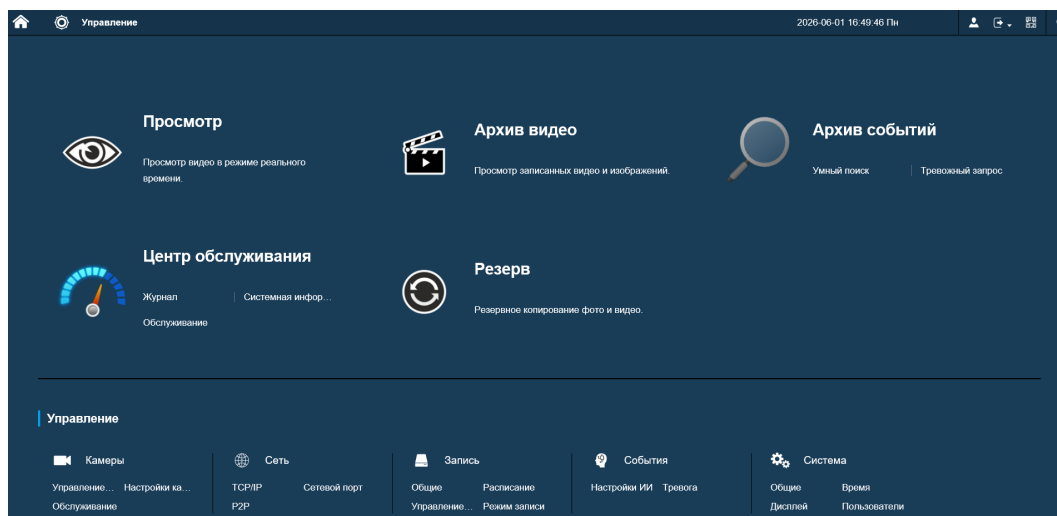 Управление 2026-06-01 16:49:46 Пн
Просмотр
Просмотр видео в режиме реального
времени.
Архив видео
Просмотр записанных видео и изображений.
Архив событий
Умный поиск Тревожный запрос
Центр обслуживания
Журнал Системная инфор...
Обслуживание
Резерв
Резервное копирование фото и видео.
Управление
Камеры
Управление... Настройки ка...
Обслуживание
Сеть
TCP/IP Сетевой порт
P2P
Запись
Общие Расписание
Управление... Режим записи
События
Настройки ИИ Тревога
Система
Общие Время
Дисплей Пользователи